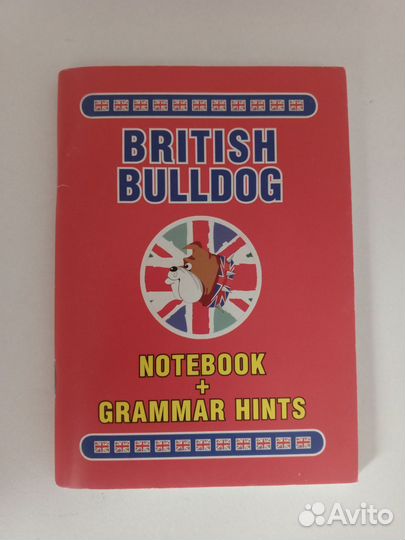 BRITISH
BULLDOG
NOTEBOOK
+
GRAMMAR HINTS
Avito